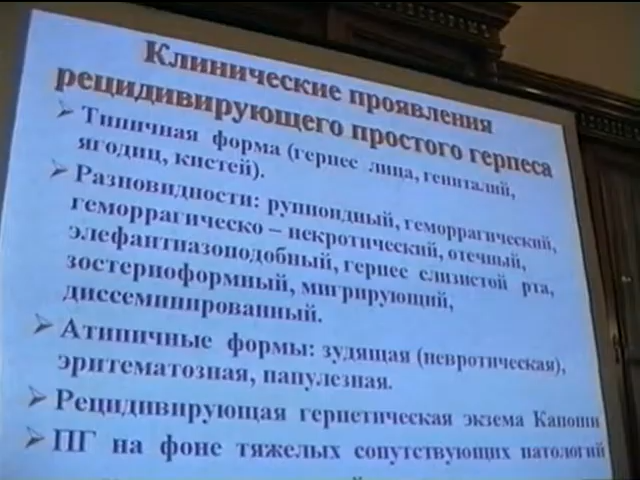 Клинические проявления
рецидивирующего простого герпеса
Типичная форма (герпес лица, гениталий,
ягодиц, кистей).
Разновидности: рупиоидный, геморрагический,
геморрагическо – некротический, отечный,
элефантиазоподобный, герпес слизистой рта,
зостериформный, мигрирующий,
диссеминированный.
Атипичные формы: зудящая (невротическая),
эритематозная, папулезная.
Рецидивирующая герпетическая экзема Капоши
ПГ на фоне тяжелых сопутствующих патологий